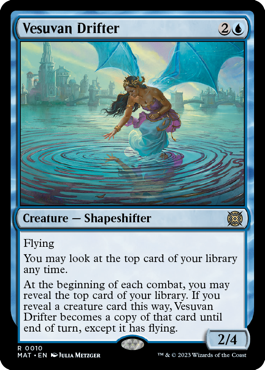 Vesuvan Drifter 2
Creature — Shapeshifter
Flying
You may look at the top card of your library
any time.
At the beginning of each combat, you may
reveal the top card of your library. If you
reveal a creature card this way, Vesuvan
Drifter becomes a copy of that card until
end of turn, except it has flying.
2/4
R 0010
MAT • EN JULIA METZGER
™ & © 2023 Wizards of the Coast